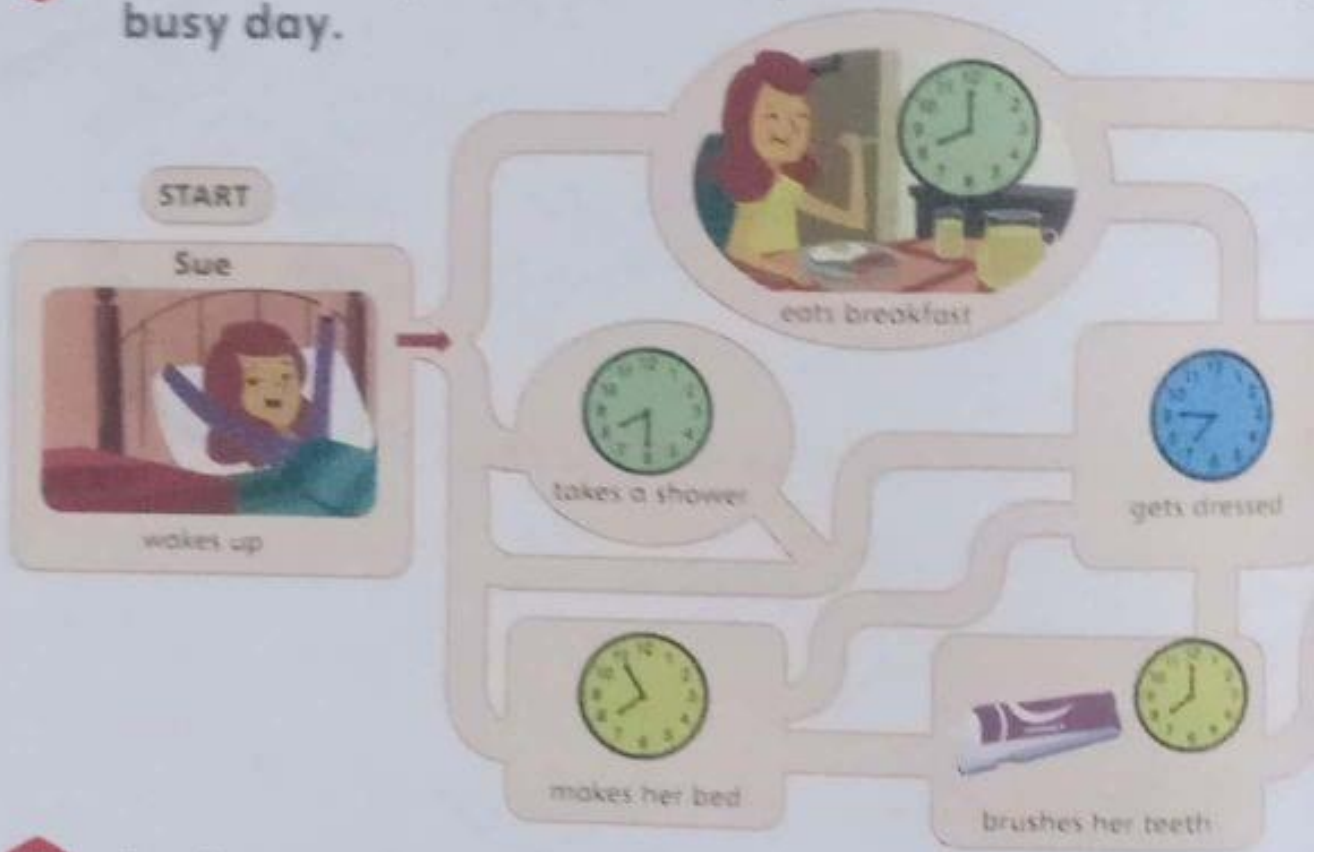 busy day.
START
Sue
wakes up
eats breakfast
takes a shower
gets dressed
makes her bed
brushes her teeth